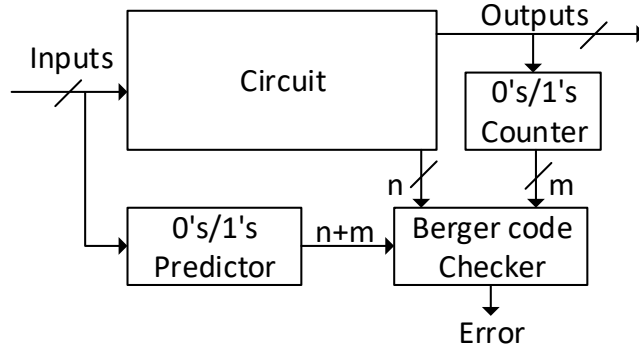 Outputs
Inputs
Circuit
0's/1's
Counter
n
m
0's/1's
Predictor
n+m
Berger code
Checker
Error